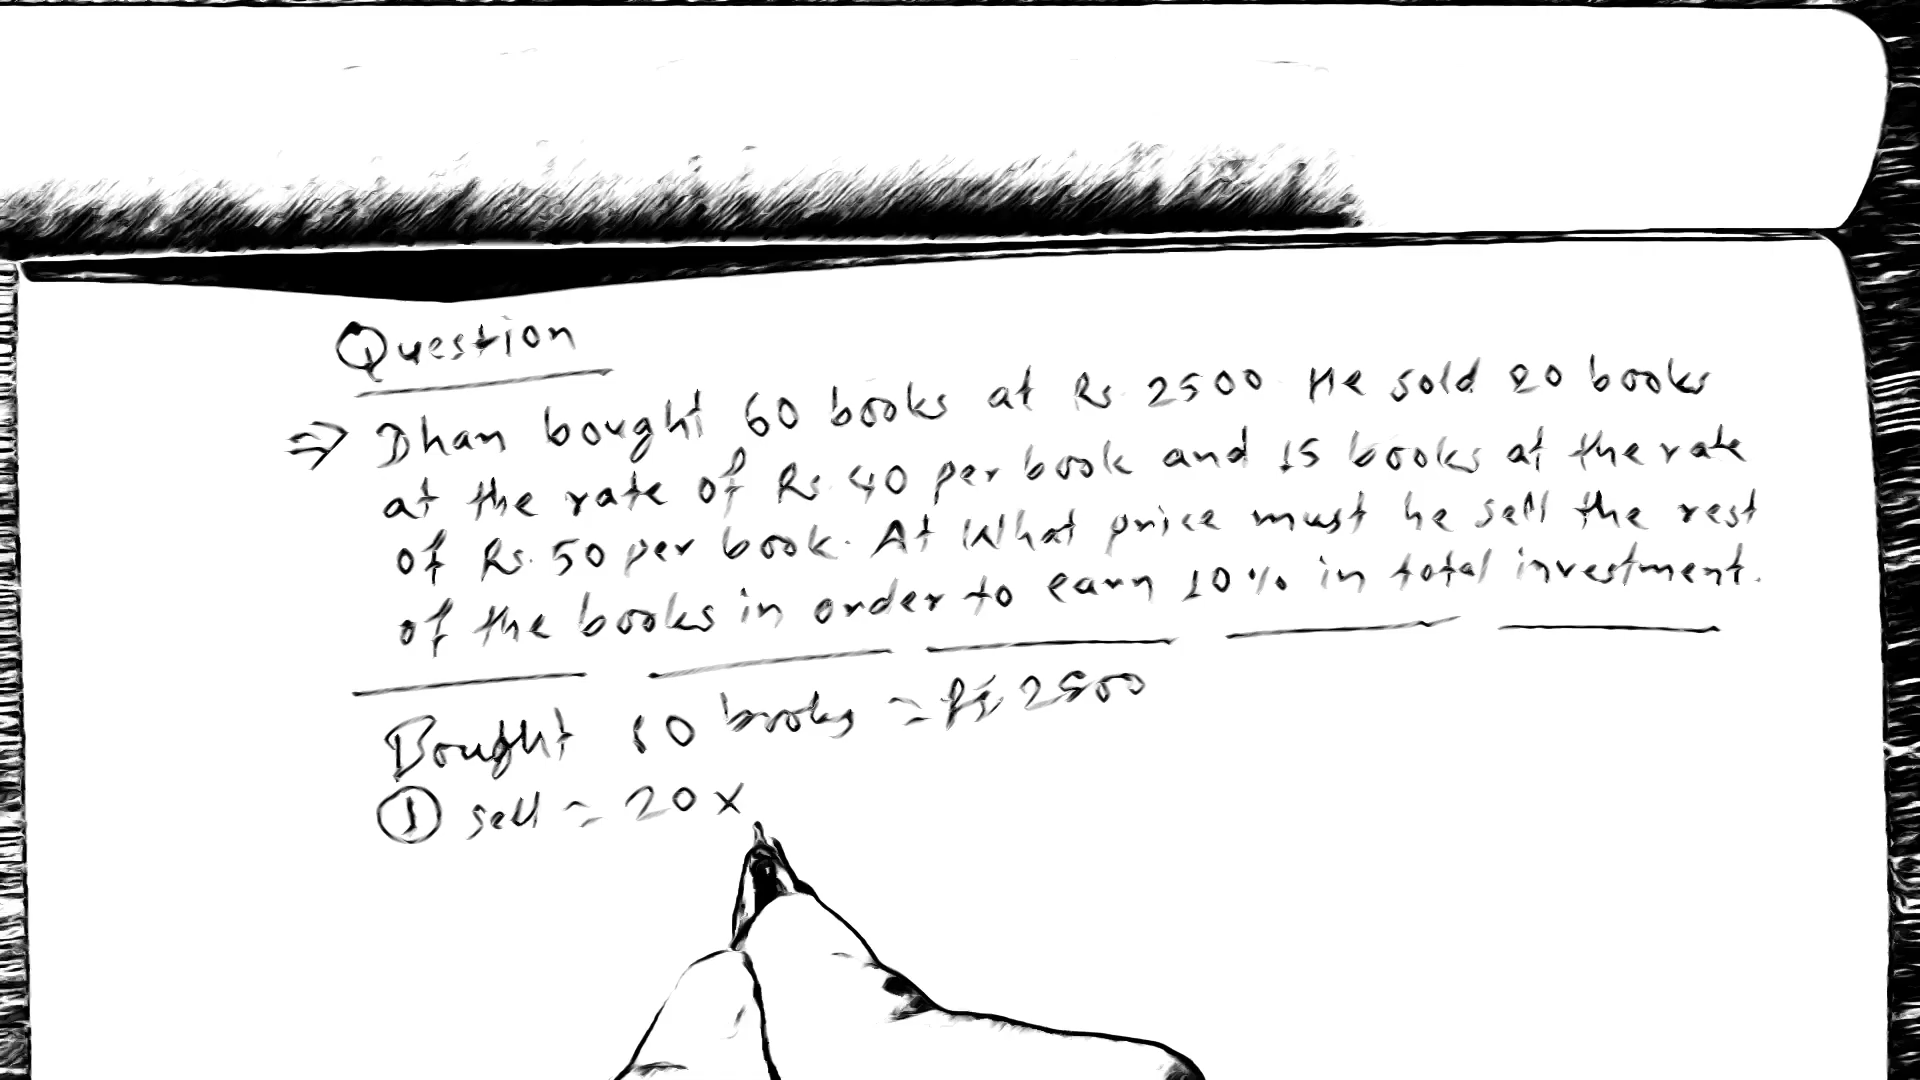 Question
⇒ Dhan bought 60 books at Rs. 2500. He sold 20 books
at the rate of Rs. 40 per book and 15 books at the rate
of Rs. 50 per book. At What price must he sell the rest
of the books in order to earn 10% in total investment.
Bought 60 books = Rs 2500
① sell = 20 ×